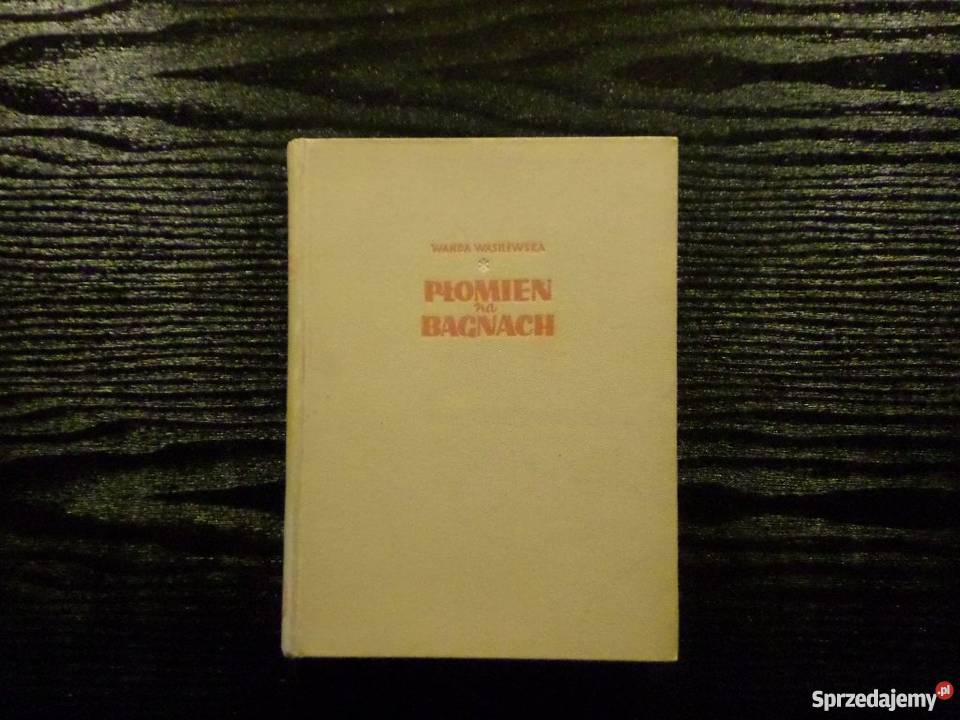 WANDA WASILEWSKA
PŁOMIEŃ
na
BAGNACH
Sprzedajemy.pl